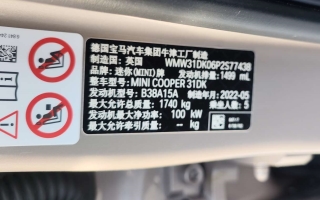 德国宝马汽车集团牛津工厂制造
制造国：英国 WMW31DK06P2S77438
品牌：迷你(MINI)牌 发动机排量：1499 mL
整车型号：MINI COOPER 31DK
最大总质量：1740 kg 制造年月：2022-05
发动机最大净功率：100 kW 乘坐人数：5
发动机型号：B38A15A
最大允许牵引质量：-- kg